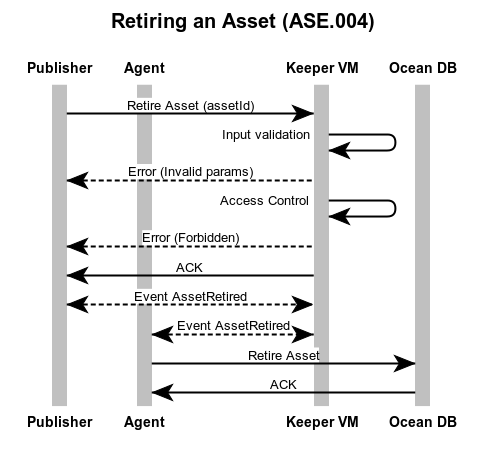 Retiring an Asset (ASE.004)
Publisher Agent Keeper VM Ocean DB
Retire Asset (assetId)
Input validation
Error (Invalid params)
Access Control
Error (Forbidden)
ACK
Event AssetRetired
Event AssetRetired
Retire Asset
ACK
Publisher Agent Keeper VM Ocean DB